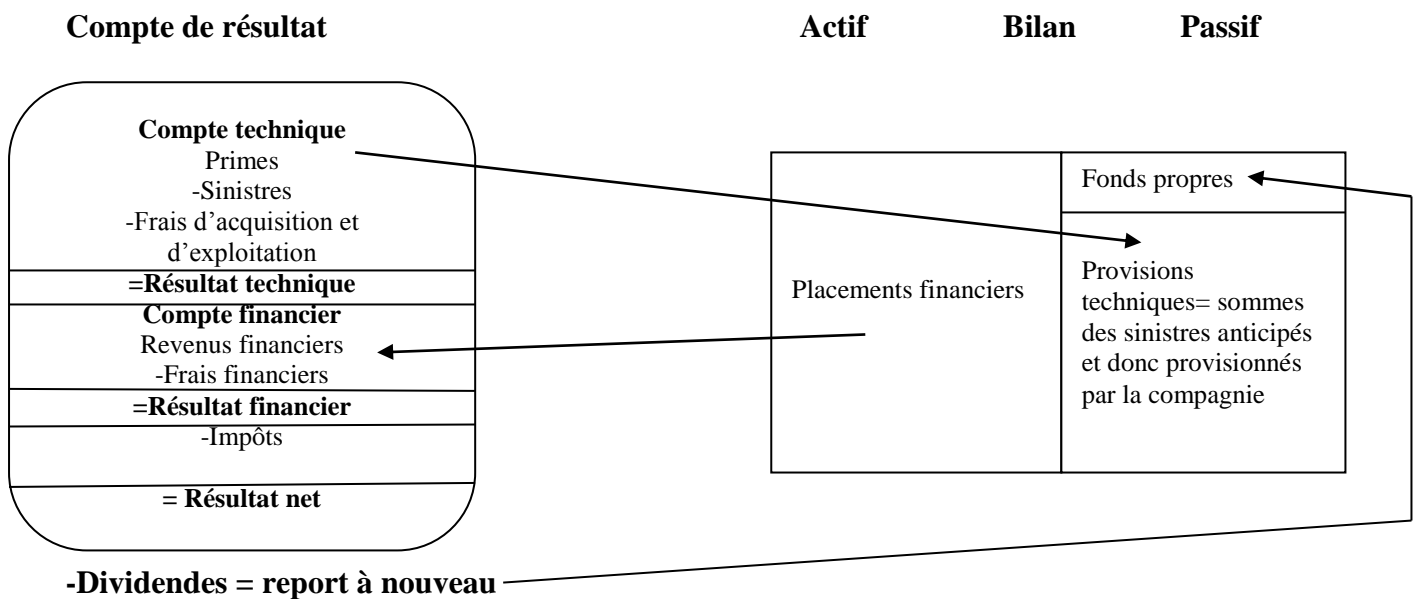 Compte de résultat
Actif Bilan Passif
Compte technique
Primes
-Sinistres
-Frais d’acquisition et
d’exploitation
=Résultat technique
Compte financier
Revenus financiers
-Frais financiers
=Résultat financier
-Impôts
= Résultat net
-Dividendes = report à nouveau
Placements financiers
Fonds propres
Provisions
techniques= sommes
des sinistres anticipés
et donc provisionnés
par la compagnie